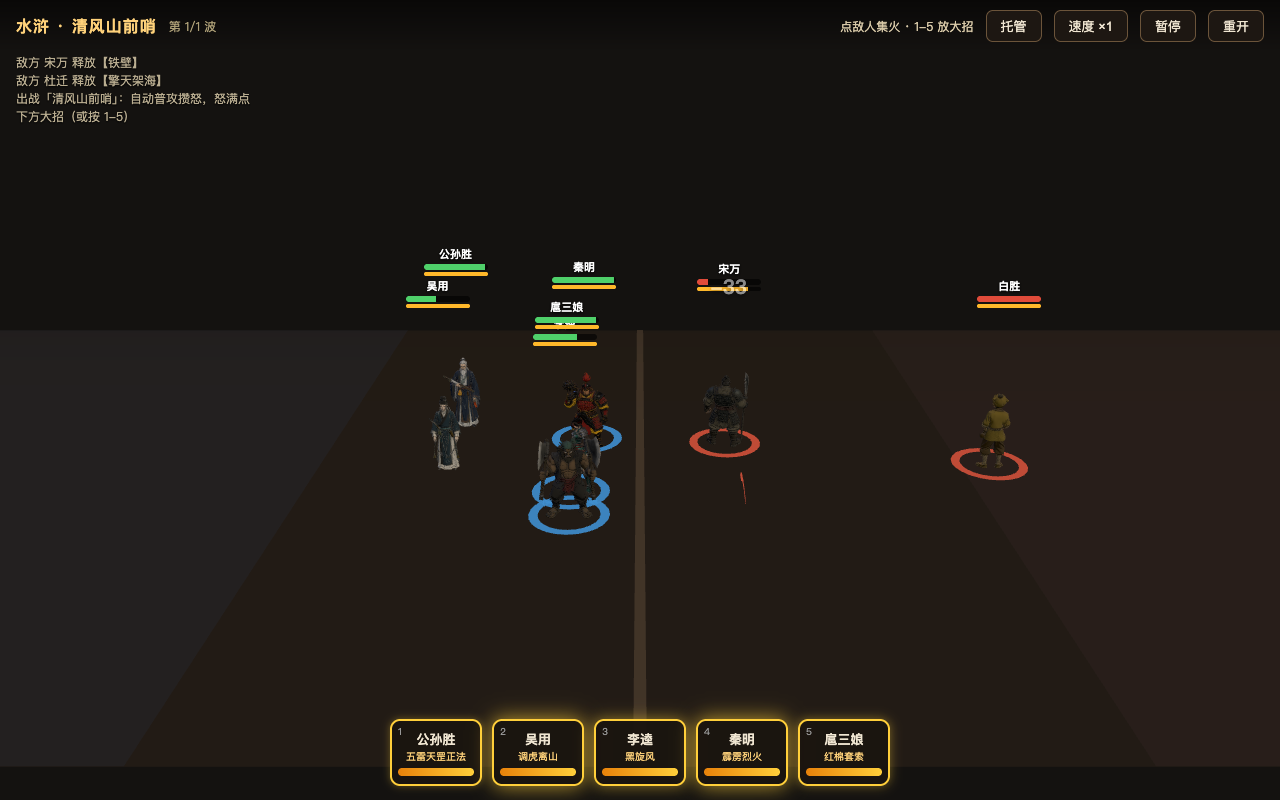 水浒 · 清风山前哨 第 1/1 波
点敌人集火 · 1–5 放大招 托管 速度 ×1 暂停 重开
敌方 宋万 释放【铁壁】
敌方 杜迁 释放【擎天架海】
出战「清风山前哨」：自动普攻攒怒，怒满点
下方大招（或按 1–5）
公孙胜
吴用
秦明
扈三娘
宋万
33
白胜
1 公孙胜
五雷天罡正法
2 吴用
调虎离山
3 李逵
黑旋风
4 秦明
霹雳烈火
5 扈三娘
红棉套索